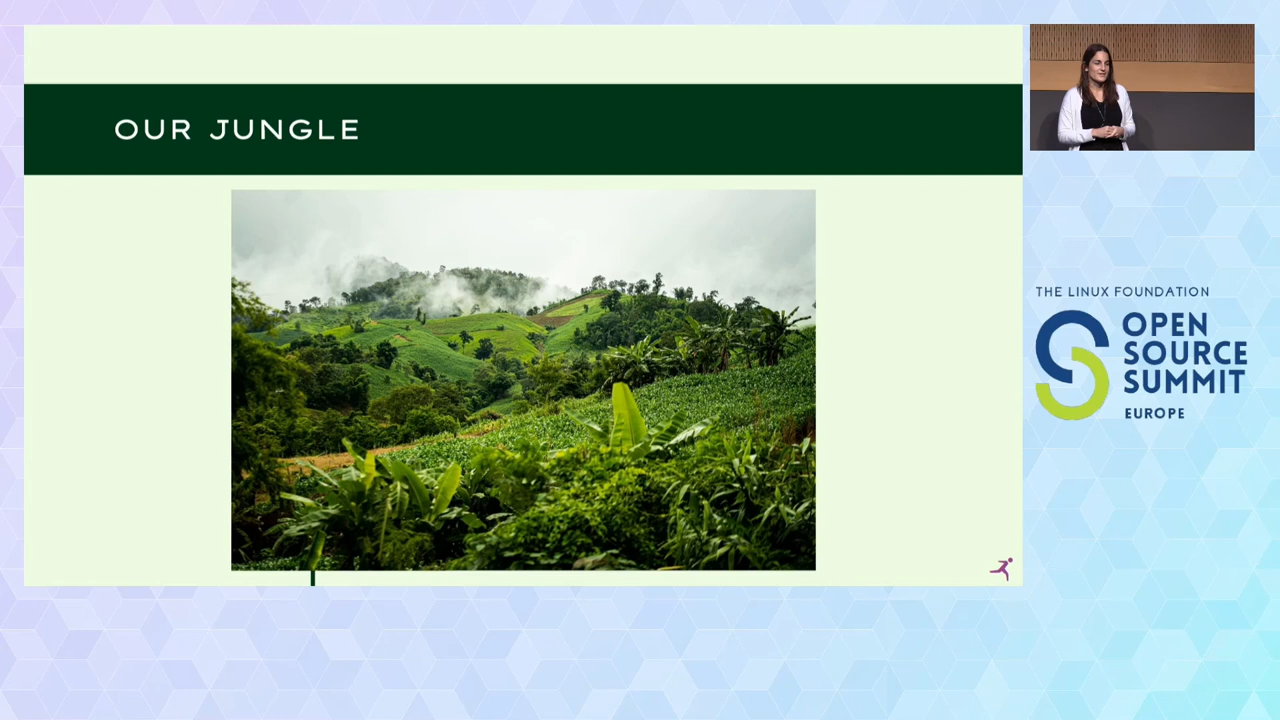 OUR JUNGLE
THE LINUX FOUNDATION
OPEN
SOURCE
SUMMIT
EUROPE